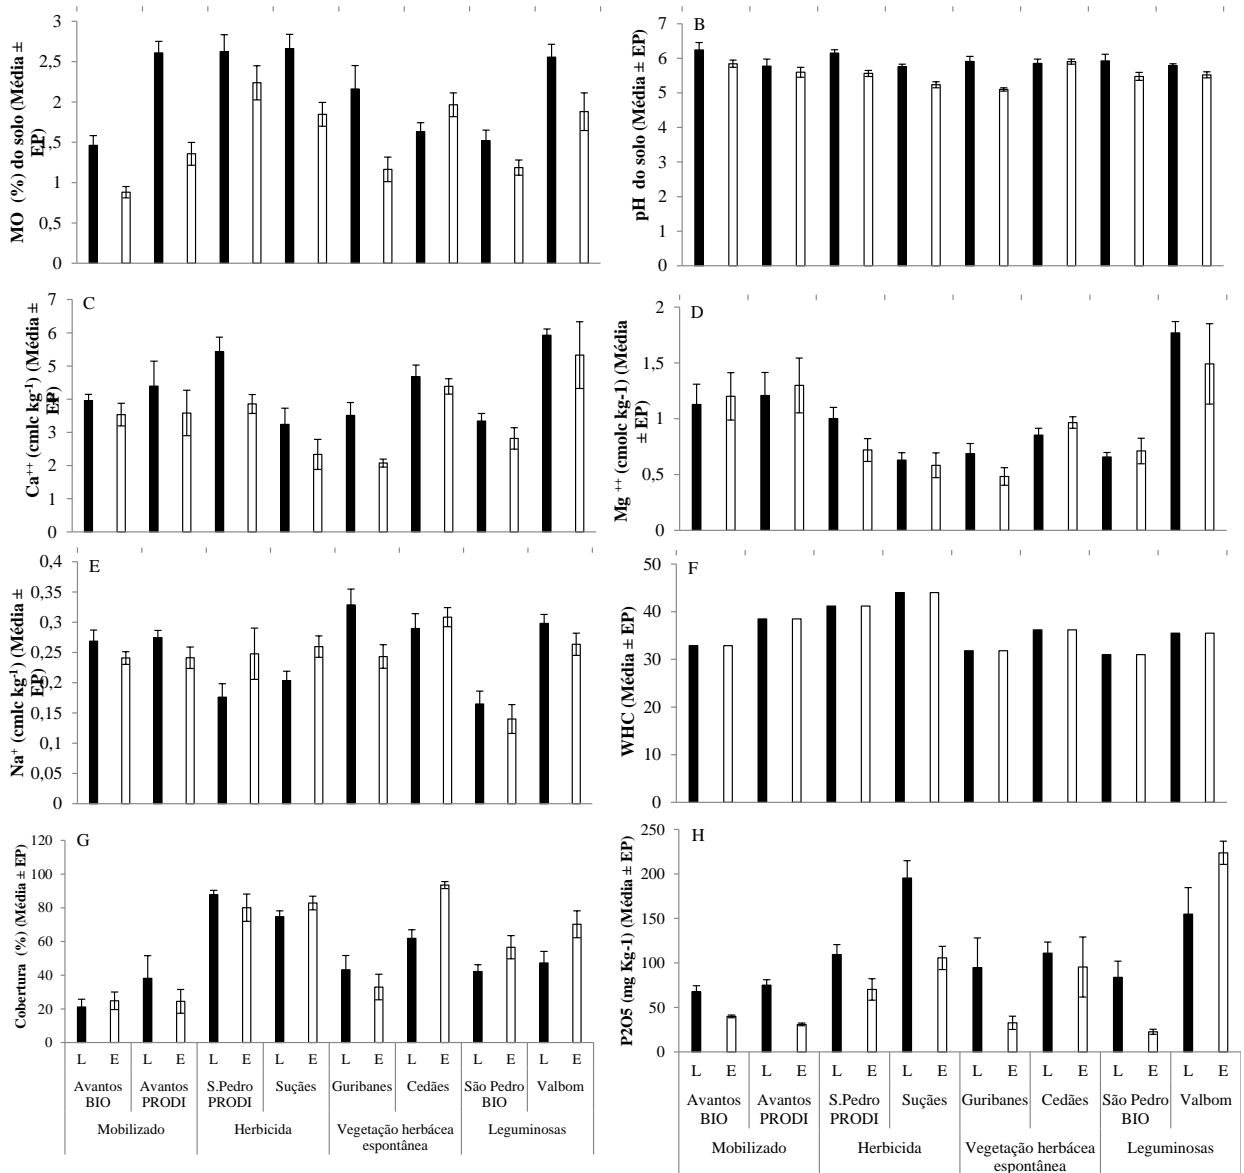 MO (%) do solo (Média ±
EP)
3
2,5
2
1,5
1
0,5
0
B
pH do solo (Média ± EP)
7
6
5
4
3
2
1
0
C
Ca++ (cmlc kg-1) (Média ±
EP)
7
6
5
4
3
2
1
0
D
Mg ++ (cmolc kg-1) (Média
± EP)
2
1,5
1
0,5
0
E
Na+ (cmlc kg-1) (Média ±
EP)
0,4
0,35
0,3
0,25
0,2
0,15
0,1
0,05
0
F
WHC (Média ± EP)
50
40
30
20
10
0
G
Cobertura (%) (Média ± EP)
120
100
80
60
40
20
0
L E L E L E L E L E L E L E L E
Avantos BIO
Avantos PRODI
S.Pedro PRODI
Suçães
Guribanes
Cedães
São Pedro BIO
Valbom
Mobilizado
Herbicida
Vegetação herbácea
espontânea
Leguminosas
H
P2O5 (mg Kg-1) (Média ± EP)
250
200
150
100
50
0
L E L E L E L E L E L E L E L E
Avantos BIO
Avantos PRODI
S.Pedro PRODI
Suçães
Guribanes
Cedães
São Pedro BIO
Valbom
Mobilizado
Herbicida
Vegetação herbácea
espontânea
Leguminosas